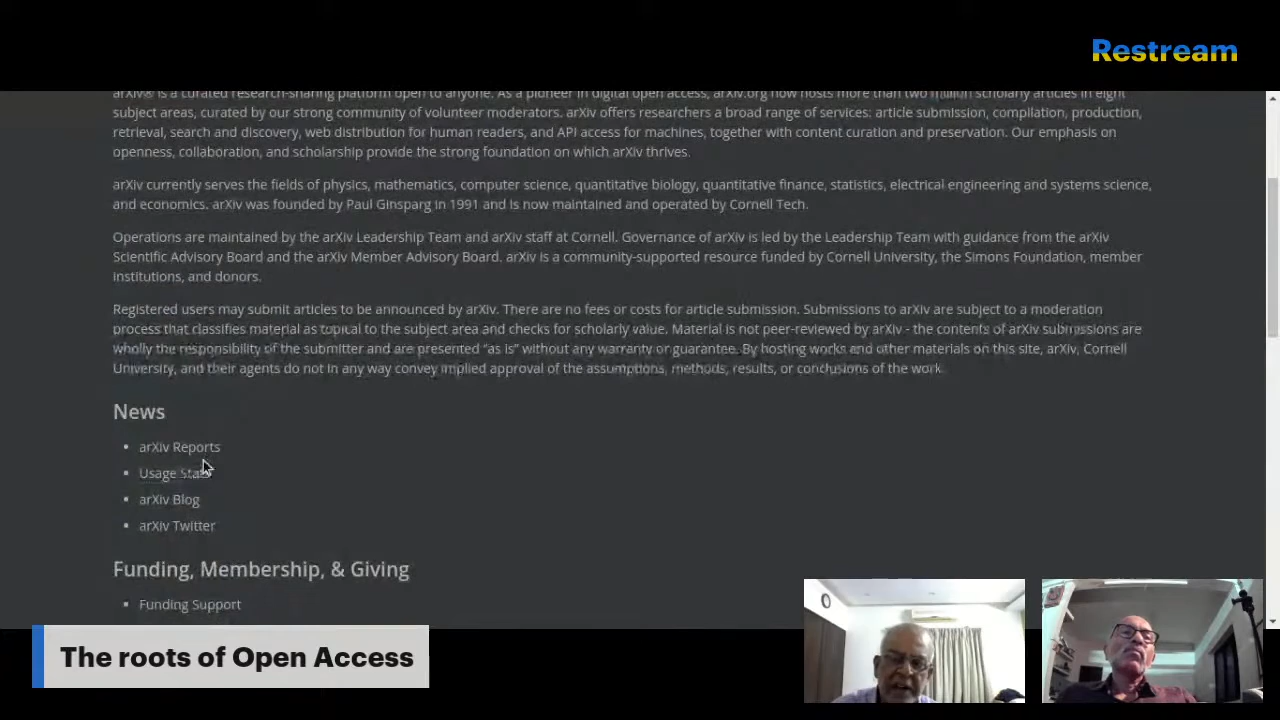 Restream
arXiv® is a curated research-sharing platform open to anyone. As a pioneer in digital open access, arXiv.org now hosts more than two million scholarly articles in eight
subject areas, curated by our strong community of volunteer moderators. arXiv offers researchers a broad range of services: article submission, compilation, production,
retrieval, search and discovery, web distribution for human readers, and API access for machines, together with content curation and preservation. Our emphasis on
openness, collaboration, and scholarship provide the strong foundation on which arXiv thrives.
arXiv currently serves the fields of physics, mathematics, computer science, quantitative biology, quantitative finance, statistics, electrical engineering and systems science,
and economics. arXiv was founded by Paul Ginsparg in 1991 and is now maintained and operated by Cornell Tech.
Operations are maintained by the arXiv Leadership Team and arXiv staff at Cornell. Governance of arXiv is led by the Leadership Team with guidance from the arXiv
Scientific Advisory Board and the arXiv Member Advisory Board. arXiv is a community-supported resource funded by Cornell University, the Simons Foundation, member
institutions, and donors.
Registered users may submit articles to be announced by arXiv. There are no fees or costs for article submission. Submissions to arXiv are subject to a moderation
process that classifies material as topical to the subject area and checks for scholarly value. Material is not peer-reviewed by arXiv - the contents of arXiv submissions are
wholly the responsibility of the submitter and are presented “as is” without any warranty or guarantee. By hosting works and other materials on this site, arXiv, Cornell
University, and their agents do not in any way convey implied approval of the assumptions, methods, results, or conclusions of the work.
News
arXiv Reports
Usage Stats
arXiv Blog
arXiv Twitter
Funding, Membership, & Giving
Funding Support
The roots of Open Access